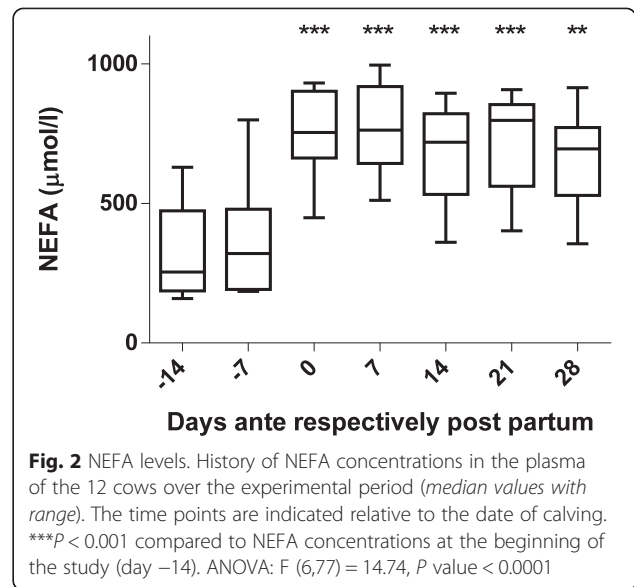 *** *** *** *** **
1000
500
0
NEFA (μmol/l)
-14 -7 0 7 14 21 28
Days ante respectively post partum
Fig. 2 NEFA levels. History of NEFA concentrations in the plasma
of the 12 cows over the experimental period (median values with
range). The time points are indicated relative to the date of calving.
***P < 0.001 compared to NEFA concentrations at the beginning of
the study (day −14). ANOVA: F (6,77) = 14.74, P value < 0.0001